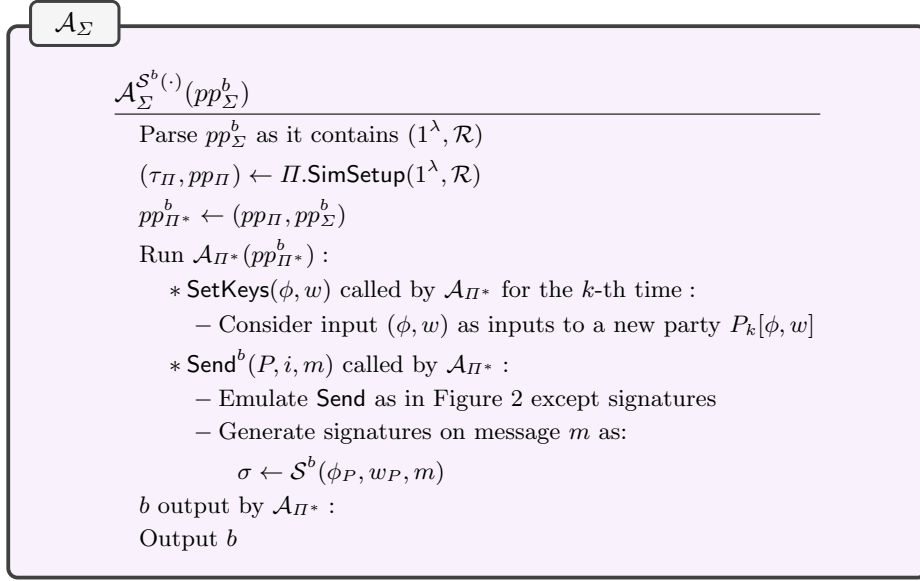 𝒜_Σ
𝒜_Σ^{𝒮^b(·)}(pp_Σ^b)
Parse pp_Σ^b as it contains (1^λ, ℛ)
(τ_Π, pp_Π) ← Π.SimSetup(1^λ, ℛ)
pp_{Π*}^b ← (pp_Π, pp_Σ^b)
Run 𝒜_{Π*}(pp_{Π*}^b) :
∗ SetKeys(ϕ, w) called by 𝒜_{Π*} for the k-th time :
– Consider input (ϕ, w) as inputs to a new party P_k[ϕ, w]
∗ Send^b(P, i, m) called by 𝒜_{Π*} :
– Emulate Send as in Figure 2 except signatures
– Generate signatures on message m as:
σ ← 𝒮^b(ϕ_P, w_P, m)
b output by 𝒜_{Π*} :
Output b